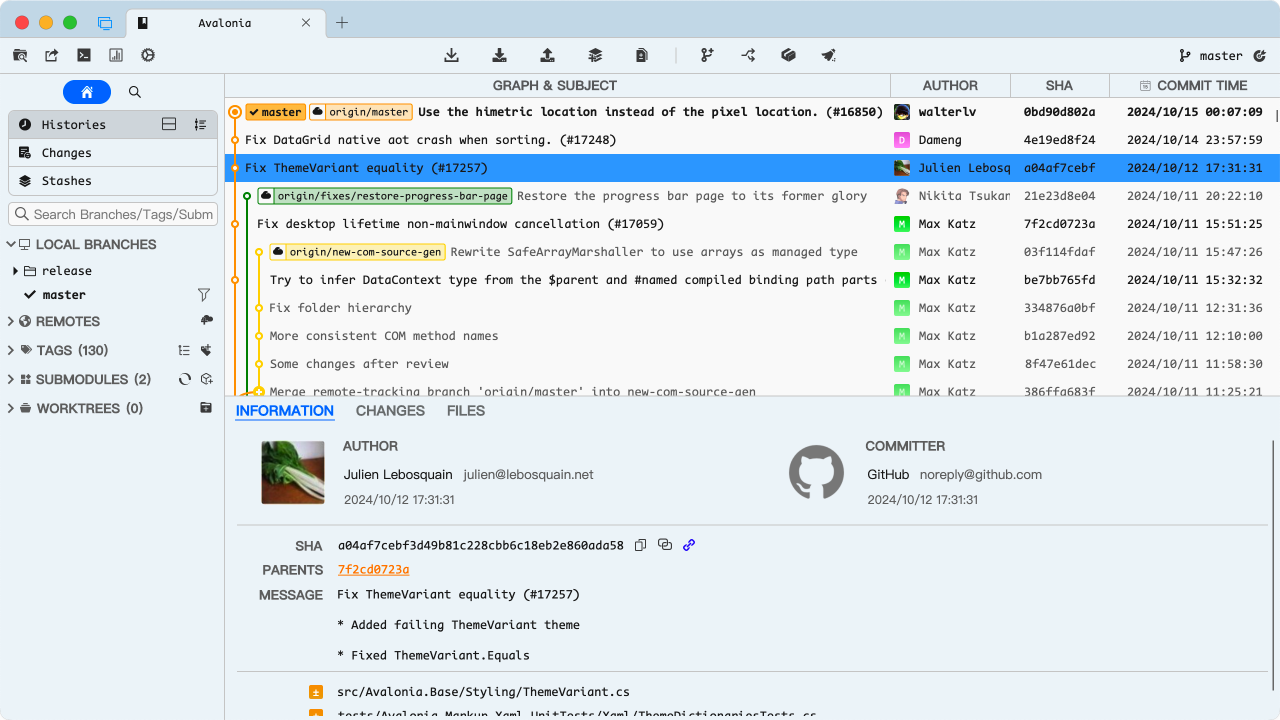 Avalonia
master
GRAPH & SUBJECT AUTHOR SHA COMMIT TIME
Histories
Changes
Stashes
Search Branches/Tags/Subm
LOCAL BRANCHES
release
master
REMOTES
TAGS (130)
SUBMODULES (2)
WORKTREES (0)
master origin/master Use the himetric location instead of the pixel location. (#16850) walterlv 0bd90d802a 2024/10/15 00:07:09
Fix DataGrid native aot crash when sorting. (#17248) D Dameng 4e19ed8f24 2024/10/14 23:57:59
Fix ThemeVariant equality (#17257) Julien Lebosq a04af7cebf 2024/10/12 17:31:31
origin/fixes/restore-progress-bar-page Restore the progress bar page to its former glory Nikita Tsukan 21e23d8e04 2024/10/11 20:22:10
Fix desktop lifetime non-mainwindow cancellation (#17059) M Max Katz 7f2cd0723a 2024/10/11 15:51:25
origin/new-com-source-gen Rewrite SafeArrayMarshaller to use arrays as managed type M Max Katz 03f114fdaf 2024/10/11 15:47:26
Try to infer DataContext type from the $parent and #named compiled binding path parts M Max Katz be7bb765fd 2024/10/11 15:32:32
Fix folder hierarchy M Max Katz 334876a0bf 2024/10/11 12:31:36
More consistent COM method names M Max Katz b1a287ed92 2024/10/11 12:10:00
Some changes after review M Max Katz 8f47e61dec 2024/10/11 11:58:30
Merge remote-tracking branch 'origin/master' into new-com-source-gen M Max Katz 386ffa683f 2024/10/11 11:25:21
INFORMATION CHANGES FILES
AUTHOR
Julien Lebosquain julien@lebosquain.net
2024/10/12 17:31:31
COMMITTER
GitHub noreply@github.com
2024/10/12 17:31:31
SHA a04af7cebf3d49b81c228cbb6c18eb2e860ada58
PARENTS 7f2cd0723a
MESSAGE Fix ThemeVariant equality (#17257)
* Added failing ThemeVariant theme
* Fixed ThemeVariant.Equals
± src/Avalonia.Base/Styling/ThemeVariant.cs
± tests/Avalonia.Markup.Xaml.UnitTests/Xaml/ThemeDictionariesTests.cs